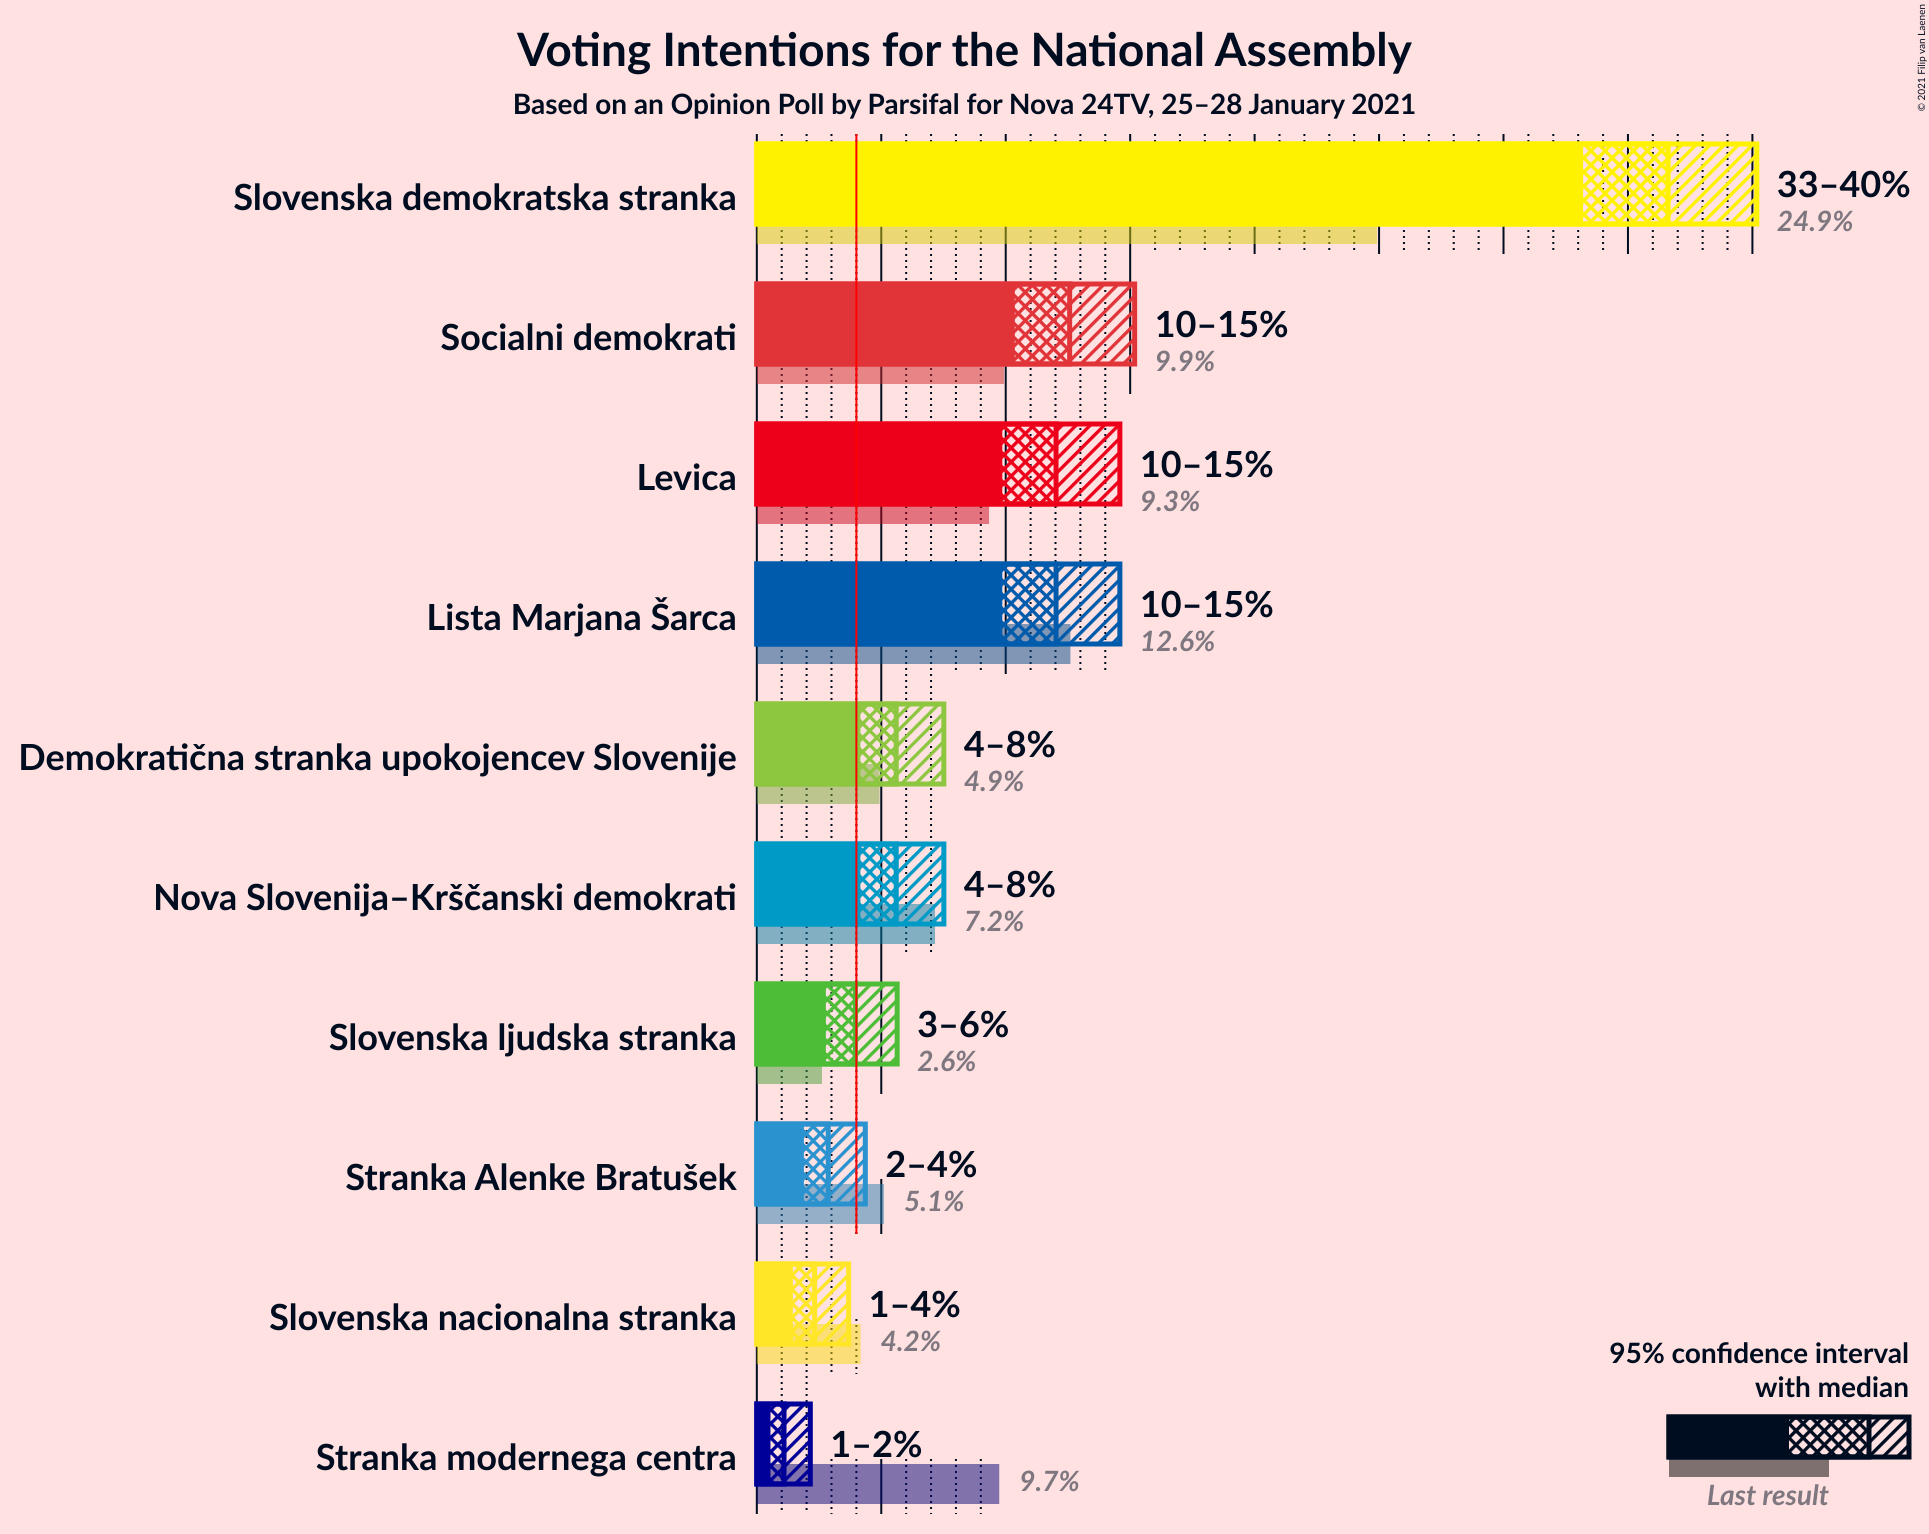 © 2021 Filip van Laenen
Voting Intentions for the National Assembly
Based on an Opinion Poll by Parsifal for Nova 24TV, 25–28 January 2021
Slovenska demokratska stranka
33–40%
24.9%
Socialni demokrati
10–15%
9.9%
Levica
10–15%
9.3%
Lista Marjana Šarca
10–15%
12.6%
Demokratična stranka upokojencev Slovenije
4–8%
4.9%
Nova Slovenija–Krščanski demokrati
4–8%
7.2%
Slovenska ljudska stranka
3–6%
2.6%
Stranka Alenke Bratušek
2–4%
5.1%
Slovenska nacionalna stranka
1–4%
4.2%
Stranka modernega centra
1–2%
9.7%
95% confidence interval
with median
Last result